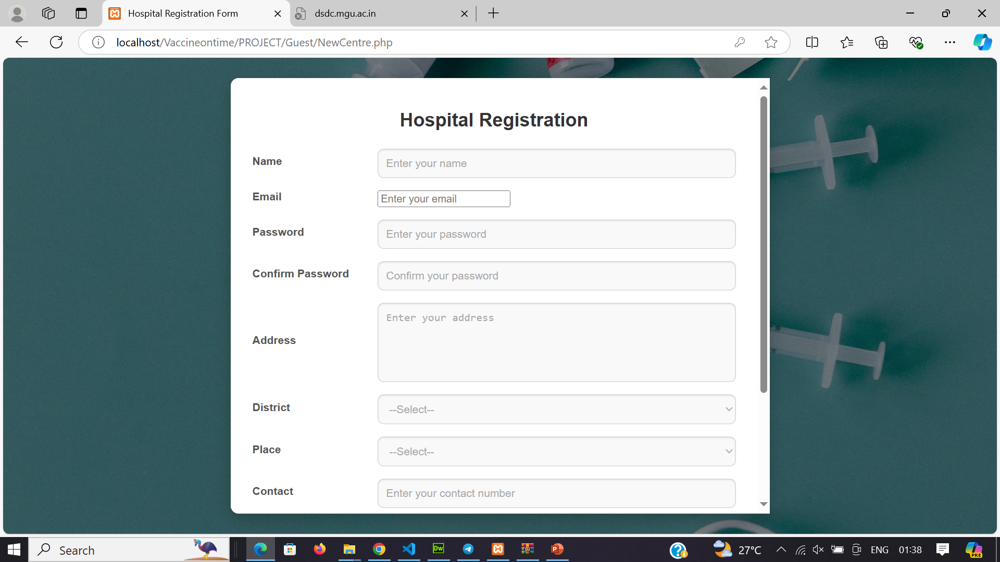 Hospital Registration Form
dsdc.mgu.ac.in
localhost/Vaccineontime/PROJECT/Guest/NewCentre.php
Hospital Registration
Name
Enter your name
Email
Enter your email
Password
Enter your password
Confirm Password
Confirm your password
Address
Enter your address
District
--Select--
Place
--Select--
Contact
Enter your contact number
Search
Dw
P
27°C
ENG
01:38
PRE